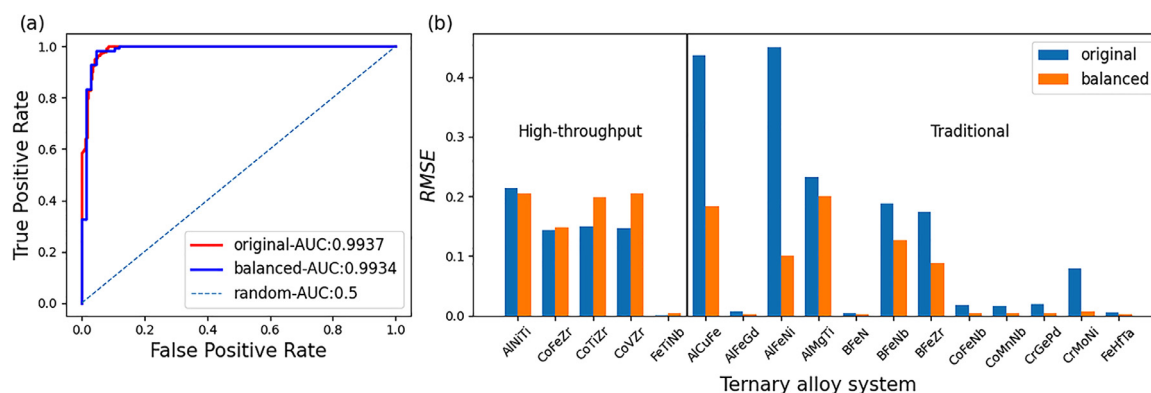 (a)
True Positive Rate
1.0
0.8
0.6
0.4
0.2
0.0
original-AUC:0.9937
balanced-AUC:0.9934
random-AUC:0.5
0.0 0.2 0.4 0.6 0.8 1.0
False Positive Rate
(b)
RMSE
0.4
0.3
0.2
0.1
0.0
High-throughput
Traditional
original
balanced
AlNiTi CoFeZr CoTiZr CoVZr FeTiNb AlCuFe AlFeGd AlFeNi AlMgTi BFeN BFeNb BFeZr CoFeNb CoMnNb CrGePd CrMoNi FeHfTa
Ternary alloy system